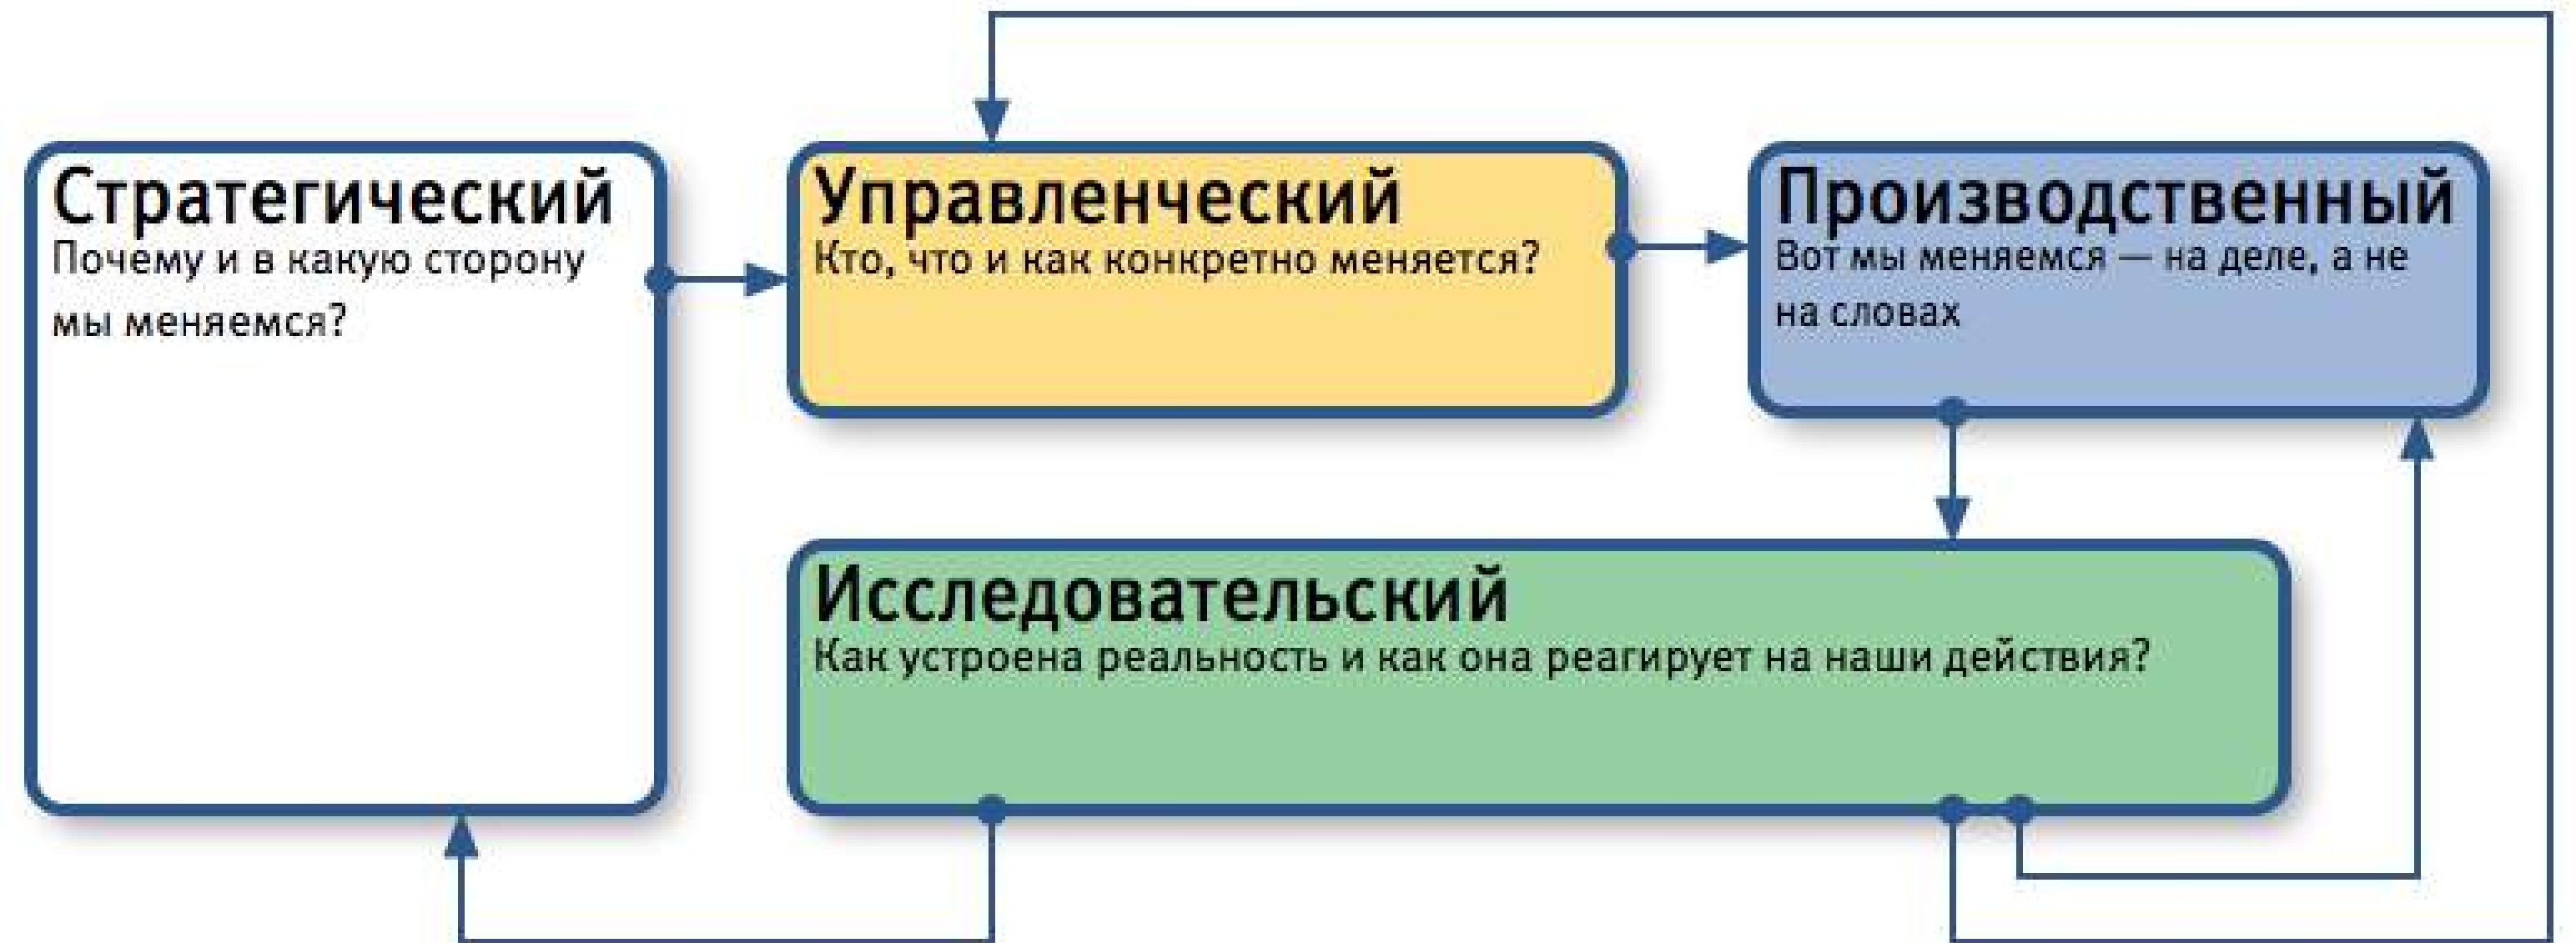 Стратегический
Почему и в какую сторону
мы меняемся?
Управленческий
Кто, что и как конкретно меняется?
Производственный
Вот мы меняемся — на деле, а не
на словах
Исследовательский
Как устроена реальность и как она реагирует на наши действия?